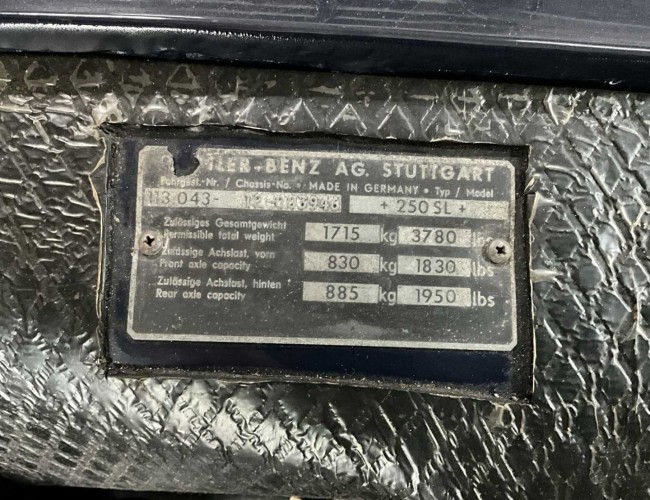 LER-BENZ AG. STUTTGART
Fahrgest.-Nr. / Chassis-No. • MADE IN GERMANY • Typ / Model
113 043- + 250 SL +
Zulässiges Gesamtgewicht
Permissible total weight 1715 kg 3780 lbs
Zulässige Achslast, vorn
Front axle capacity 830 kg 1830 lbs
Zulässige Achslast, hinten
Rear axle capacity 885 kg 1950 lbs